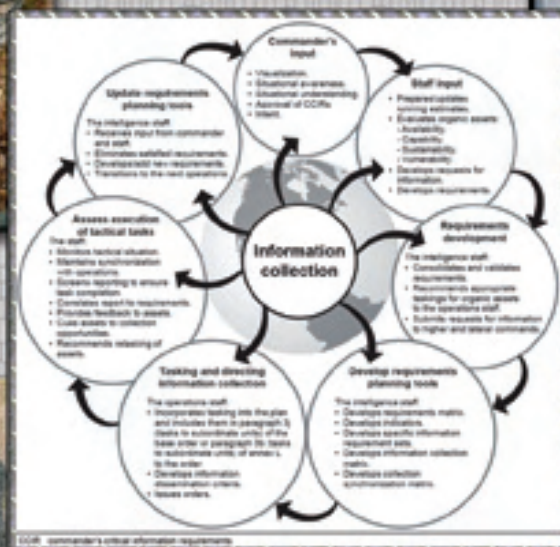 Commander's
input
• Visualization.
• Situational awareness.
• Situational understanding.
• Approval of CCIRs
• Intent.
Staff input
• Prepared updates
running estimates.
• Evaluates organic assets:
- Availability.
- Capability.
- Sustainability.
- Vulnerability.
• Develops requests for
information.
• Develops requirements.
Requirements
development
The intelligence staff:
• Consolidates and validates
requirements.
• Recommends appropriate
taskings for organic assets to
the operations staff.
• Submits requests for information
to higher and lateral commands.
Develop requirements
planning tools
The intelligence staff:
• Develops requirements matrix.
• Develops indicators.
• Develops specific information
requirement sets.
• Develops information collection
matrix.
• Develops collection
synchronization matrix.
Tasking and directing
information collection
The operations staff:
• Incorporates tasking into the plan
and includes them in paragraph
(tasks to subordinate units) of the
base order or paragraph
to subordinate units) of annex L
to the order.
• Develops information
dissemination criteria.
• Issues orders.
Assess execution
of tactical tasks
The staff:
• Monitors tactical situation.
• Maintains synchronization
with operations.
• Screens reporting to ensure
task completion.
• Correlates report to requirements.
• Provides feedback to assets.
• Cues assets to collection
opportunities.
• Recommends retasking of
assets.
Update requirements
planning tools
The intelligence staff:
• Receives input from commander
and staff.
• Eliminates satisfied requirements.
• Develops/add new requirements.
• Transitions to the next operations.
Information
collection
CCIR commander's critical information requirements